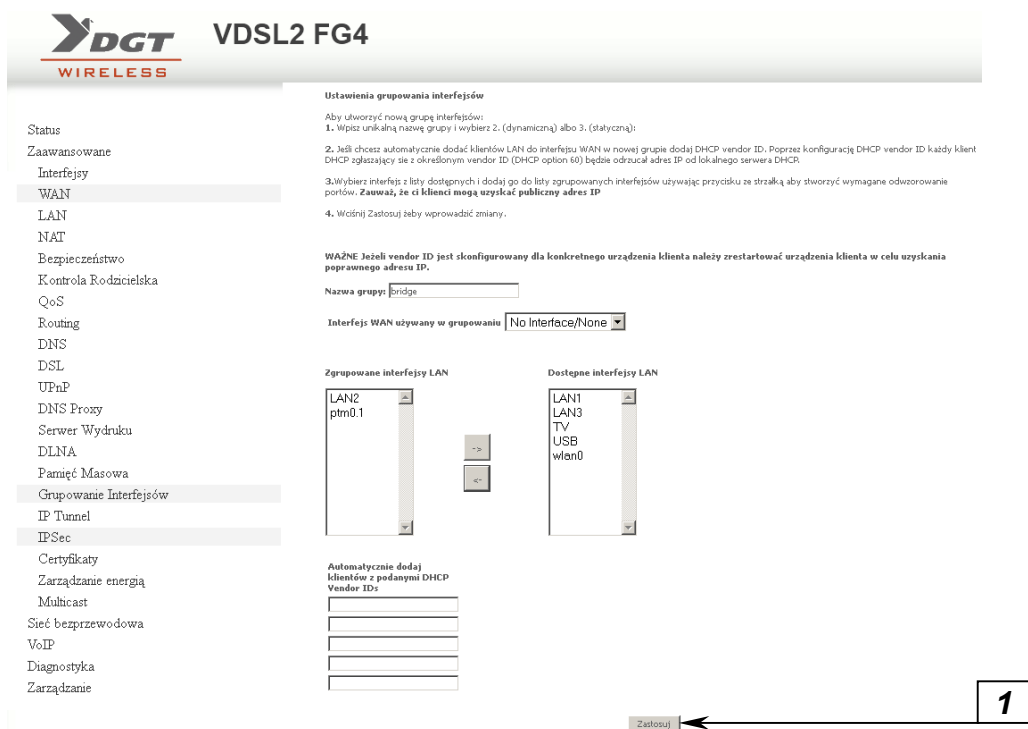 DGT
WIRELESS
VDSL2 FG4
Status
Zaawansowane
Interfejsy
WAN
LAN
NAT
Bezpieczeństwo
Kontrola Rodzicielska
QoS
Routing
DNS
DSL
UPnP
DNS Proxy
Serwer Wydruku
DLNA
Pamięć Masowa
Grupowanie Interfejsów
IP Tunnel
IPSec
Certyfikaty
Zarządzanie energią
Multicast
Sieć bezprzewodowa
VoIP
Diagnostyka
Zarządzanie
Ustawienia grupowania interfejsów
Aby utworzyć nową grupę interfejsów:
1. Wpisz unikalną nazwę grupy i wybierz 2. (dynamiczną) albo 3. (statyczną):
2. Jeśli chcesz automatycznie dodać klientów LAN do interfejsu WAN w nowej grupie dodaj DHCP vendor ID. Poprzez konfigurację DHCP vendor ID każdy klient
DHCP zgłaszający sie z określonym vendor ID (DHCP option 60) będzie odrzucał adres IP od lokalnego serwera DHCP.
3.Wybierz interfejs z listy dostępnych i dodaj go do listy zgrupowanych interfejsów używając przycisku ze strzałką aby stworzyć wymagane odwzorowanie
portów. Zauważ, że ci klienci mogą uzyskać publiczny adres IP
4. Wciśnij Zastosuj żeby wprowadzić zmiany.
WAŻNE Jeżeli vendor ID jest skonfigurowany dla konkretnego urządzenia klienta należy zrestartować urządzenia klienta w celu uzyskania
poprawnego adresu IP.
Nazwa grupy: bridge
Interfejs WAN używany w grupowaniu No Interface/None
Zgrupowane interfejsy LAN
LAN2
ptm0.1
->
<-
Dostępne interfejsy LAN
LAN1
LAN3
TV
USB
wlan0
Automatycznie dodaj
klientów z podanymi DHCP
Vendor IDs
Zastosuj
1